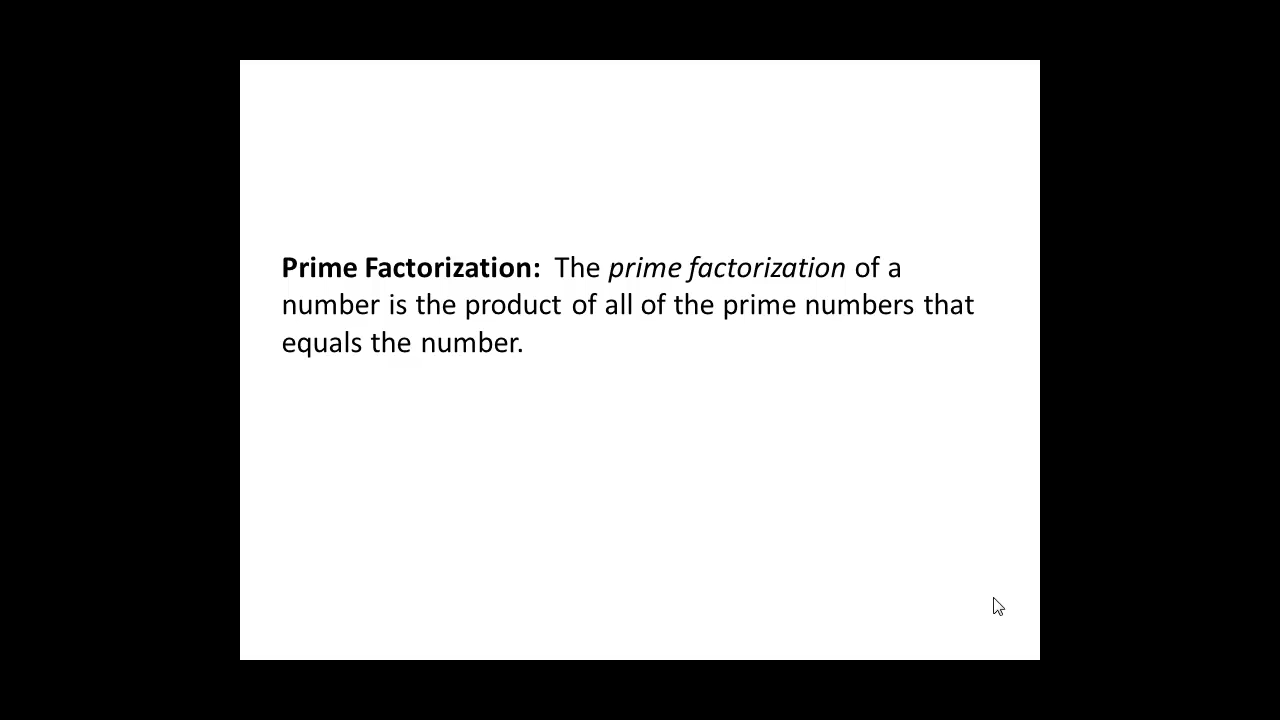 Prime Factorization:  The prime factorization of a
number is the product of all of the prime numbers that
equals the number.